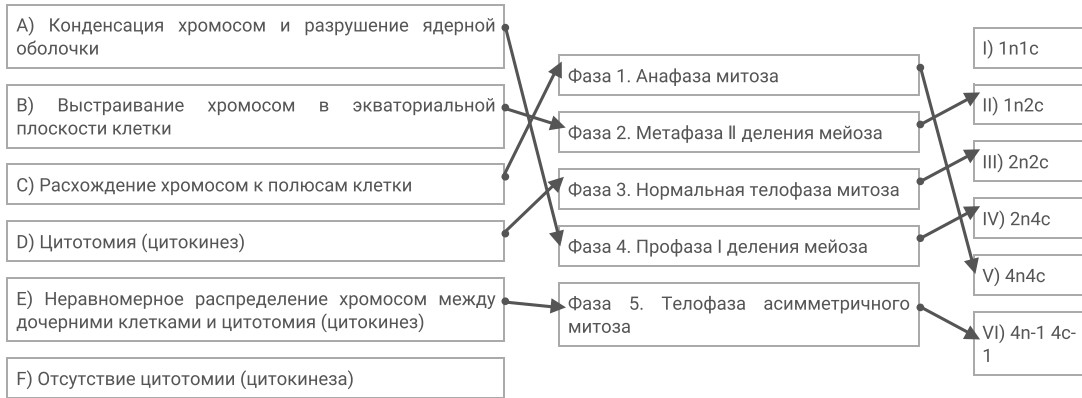 А) Конденсация хромосом и разрушение ядерной
оболочки
B) Выстраивание хромосом в экваториальной
плоскости клетки
C) Расхождение хромосом к полюсам клетки
D) Цитотомия (цитокинез)
E) Неравномерное распределение хромосом между
дочерними клетками и цитотомия (цитокинез)
F) Отсутствие цитотомии (цитокинеза)
Фаза 1. Анафаза митоза
Фаза 2. Метафаза II деления мейоза
Фаза 3. Нормальная телофаза митоза
Фаза 4. Профаза I деления мейоза
Фаза 5. Телофаза асимметричного
митоза
I) 1n1c
II) 1n2c
III) 2n2c
IV) 2n4c
V) 4n4c
VI) 4n-1 4c-
1